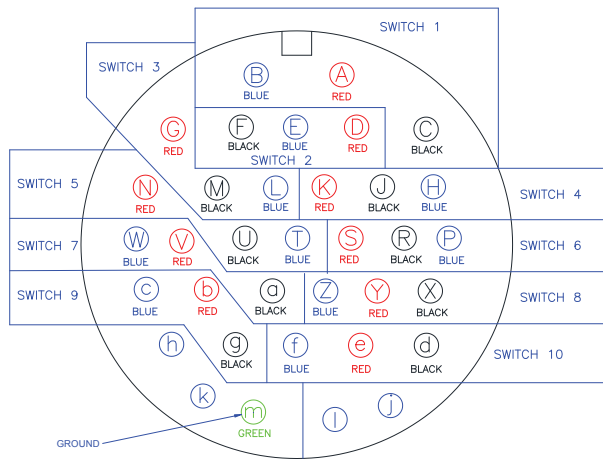 SWITCH 1
SWITCH 3
B A
BLUE RED
G F E D C
RED BLACK BLUE RED BLACK
SWITCH 2
SWITCH 5
N M L K J H
RED BLACK BLUE RED BLACK BLUE
SWITCH 4
SWITCH 7
W V U T S R P
BLUE RED BLACK BLUE RED BLACK BLUE
SWITCH 6
SWITCH 9
c b a Z Y X
BLUE RED BLACK BLUE RED BLACK
SWITCH 8
h g f e d
BLACK BLUE RED BLACK
SWITCH 10
k m l j
GREEN
GROUND